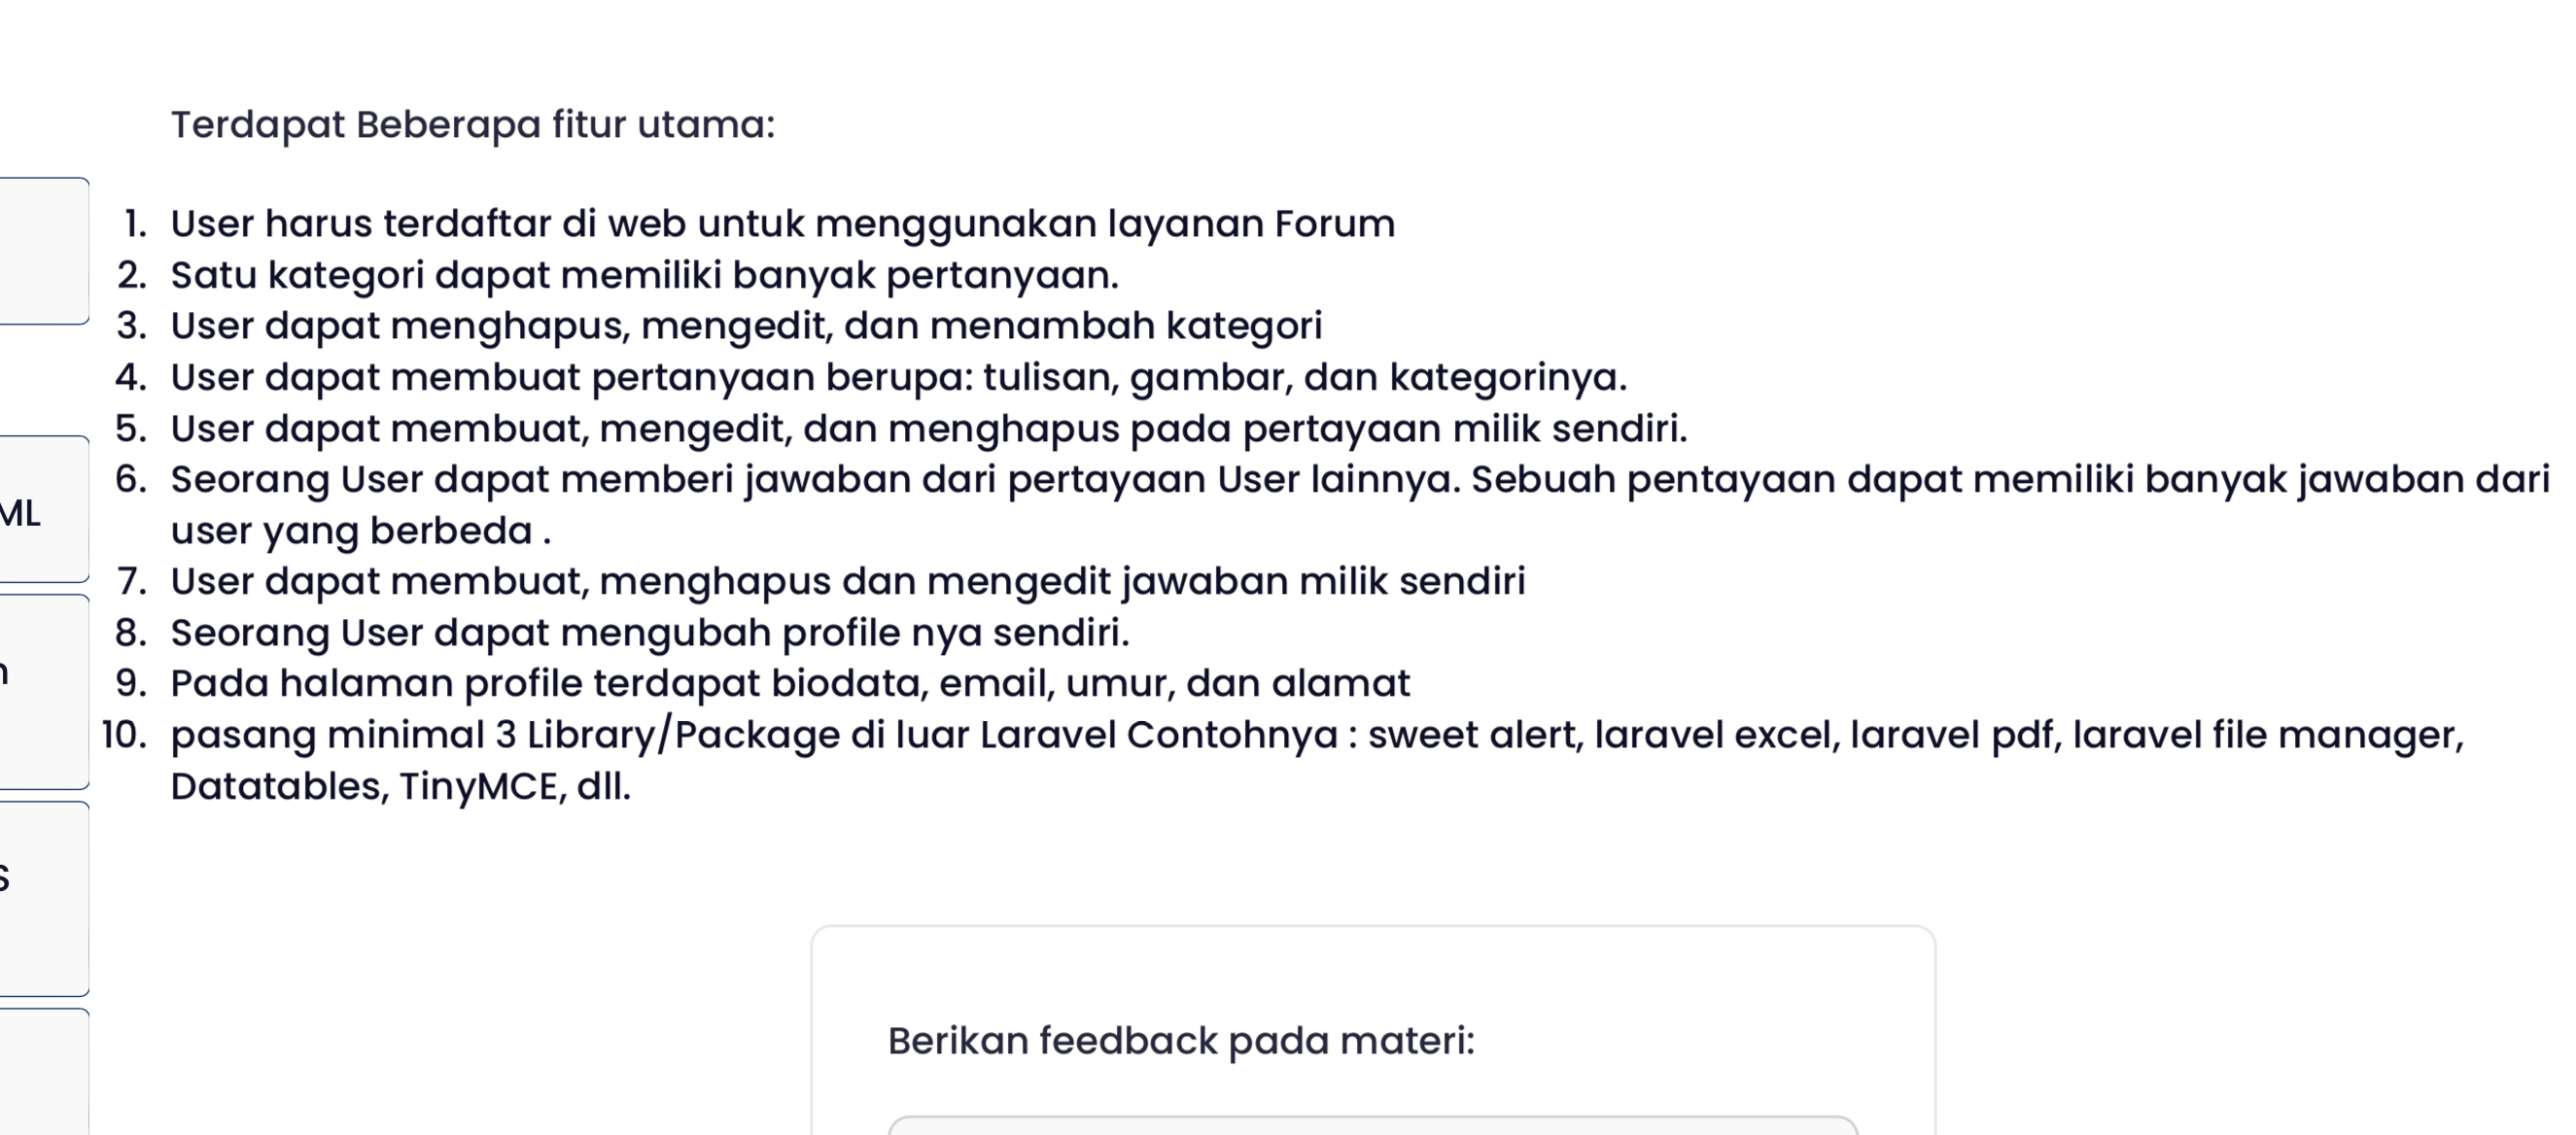 Terdapat Beberapa fitur utama:
1. User harus terdaftar di web untuk menggunakan layanan Forum
2. Satu kategori dapat memiliki banyak pertanyaan.
3. User dapat menghapus, mengedit, dan menambah kategori
4. User dapat membuat pertanyaan berupa: tulisan, gambar, dan kategorinya.
5. User dapat membuat, mengedit, dan menghapus pada pertayaan milik sendiri.
6. Seorang User dapat memberi jawaban dari pertayaan User lainnya. Sebuah pentayaan dapat memiliki banyak jawaban dari
user yang berbeda .
ML
7. User dapat membuat, menghapus dan mengedit jawaban milik sendiri
8. Seorang User dapat mengubah profile nya sendiri.
9. Pada halaman profile terdapat biodata, email, umur, dan alamat
10. pasang minimal 3 Library/Package di luar Laravel Contohnya : sweet alert, laravel excel, laravel pdf, laravel file manager,
Datatables, TinyMCE, dll.
Berikan feedback pada materi: